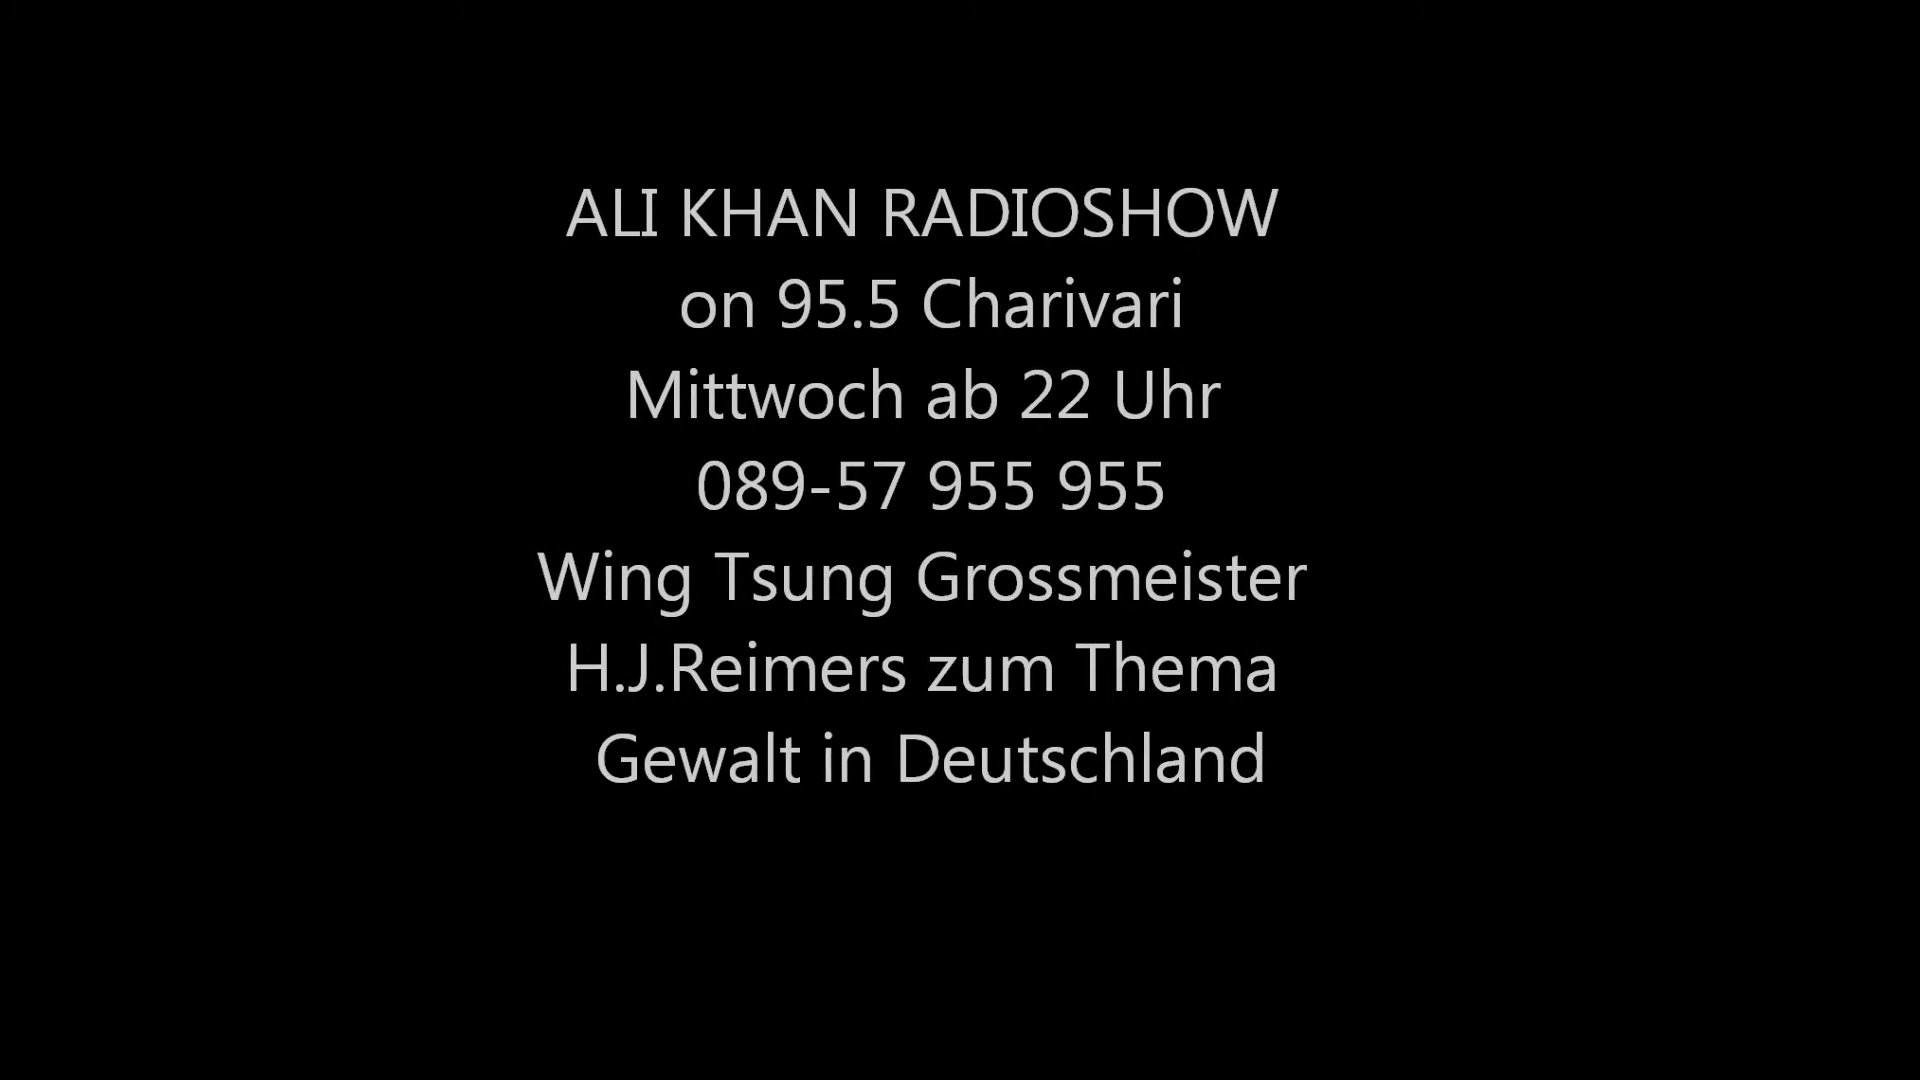 ALI KHAN RADIOSHOW
on 95.5 Charivari
Mittwoch ab 22 Uhr
089-57 955 955
Wing Tsung Grossmeister
H.J.Reimers zum Thema
Gewalt in Deutschland